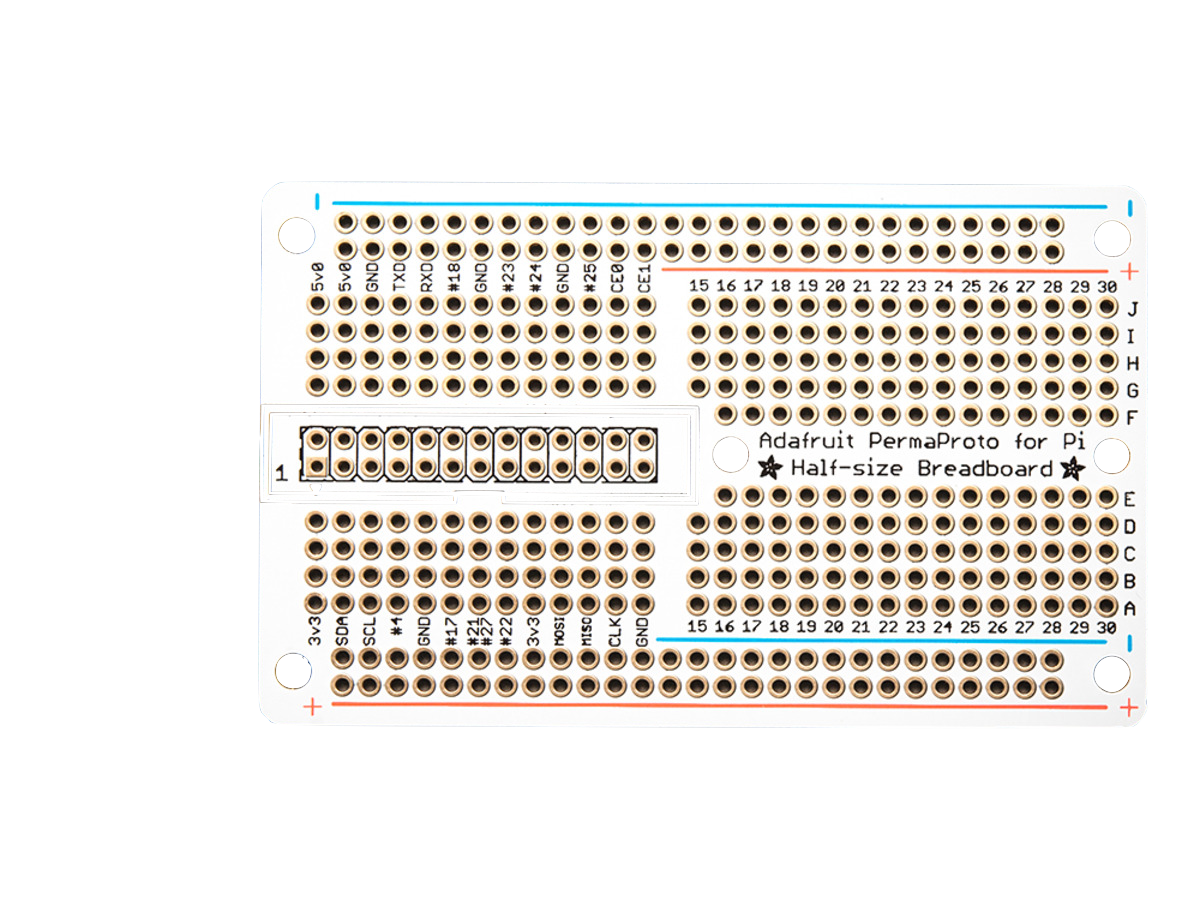 5v0 5v0 GND TXD RXD #18 GND #23 #24 GND #25 CE0 CE1
+
15 16 17 18 19 20 21 22 23 24 25 26 27 28 29 30
J
I
H
G
F
Adafruit PermaProto for Pi
1
Half-size Breadboard
E
D
C
B
A
3v3 SDA SCL #4 GND #17 #21 #27 #22 3v3 MOSI MISO CLK GND
15 16 17 18 19 20 21 22 23 24 25 26 27 28 29 30
+ +